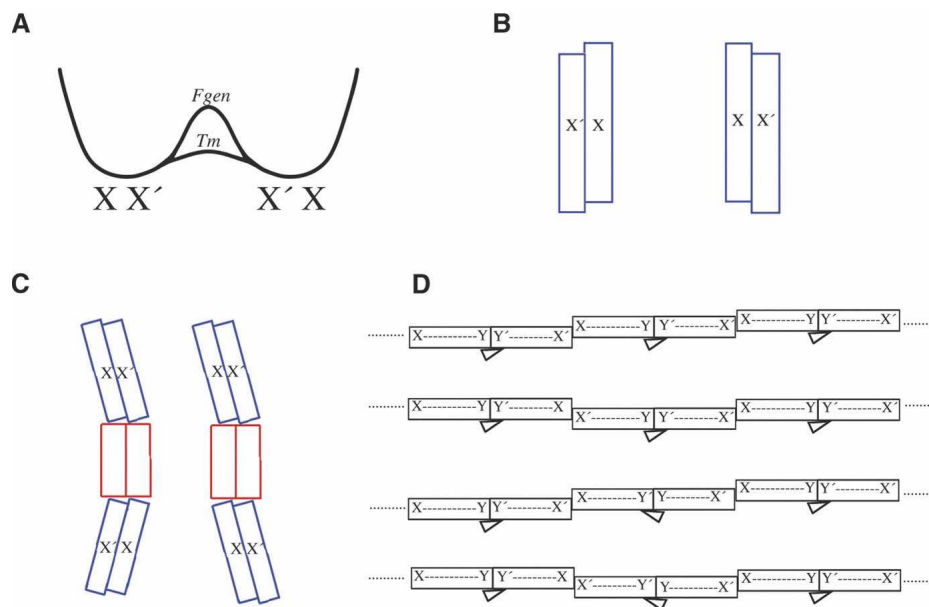 A
Fgen
Tm
X X´ X´ X
B
X´ X X X´
C
X X´ X X´
X´ X X X´
D
........ X----------Y Y´--------X´ X----------Y Y´--------X´ X----------Y Y´--------X´ ........
........ X----------Y Y´--------X X´----------Y Y´--------X´ X----------Y Y´--------X´ ........
........ X----------Y Y´--------X´ X----------Y´ Y--------X´ X----------Y Y´--------X´ ........
........ X----------Y Y´--------X X´----------Y´ Y--------X´ X----------Y Y´--------X´ ........